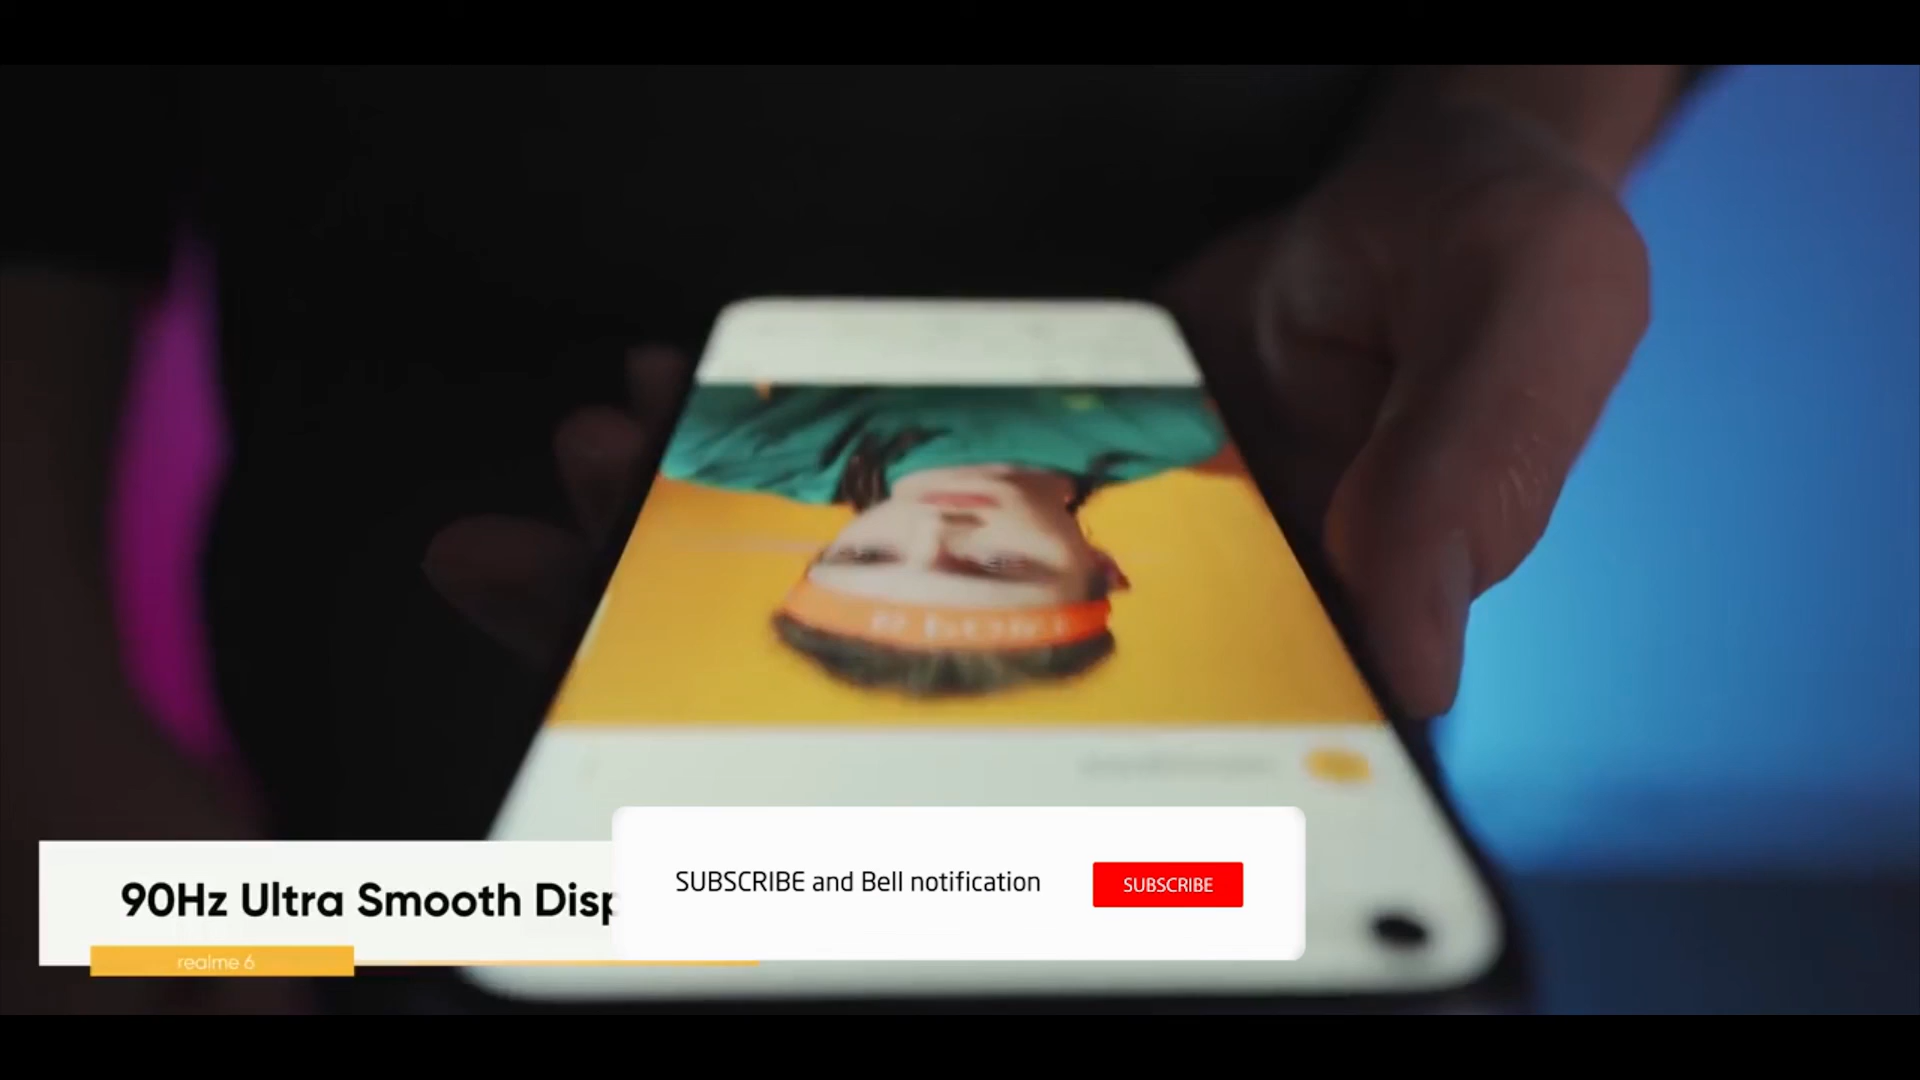 90Hz Ultra Smooth Disp
SUBSCRIBE and Bell notification
SUBSCRIBE
realme 6